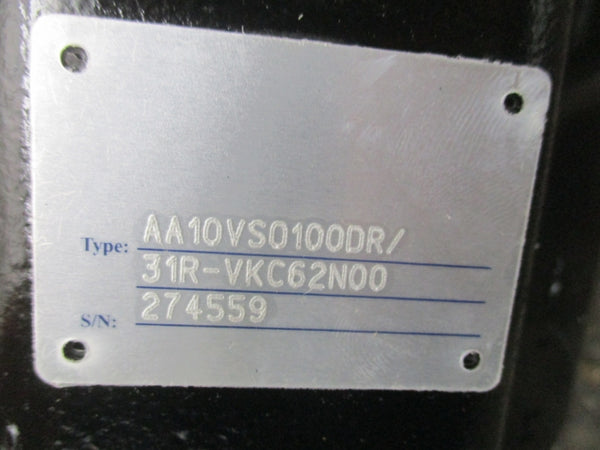 Type: AA10VSO100DR/
31R-VKC62N00
S/N: 274559